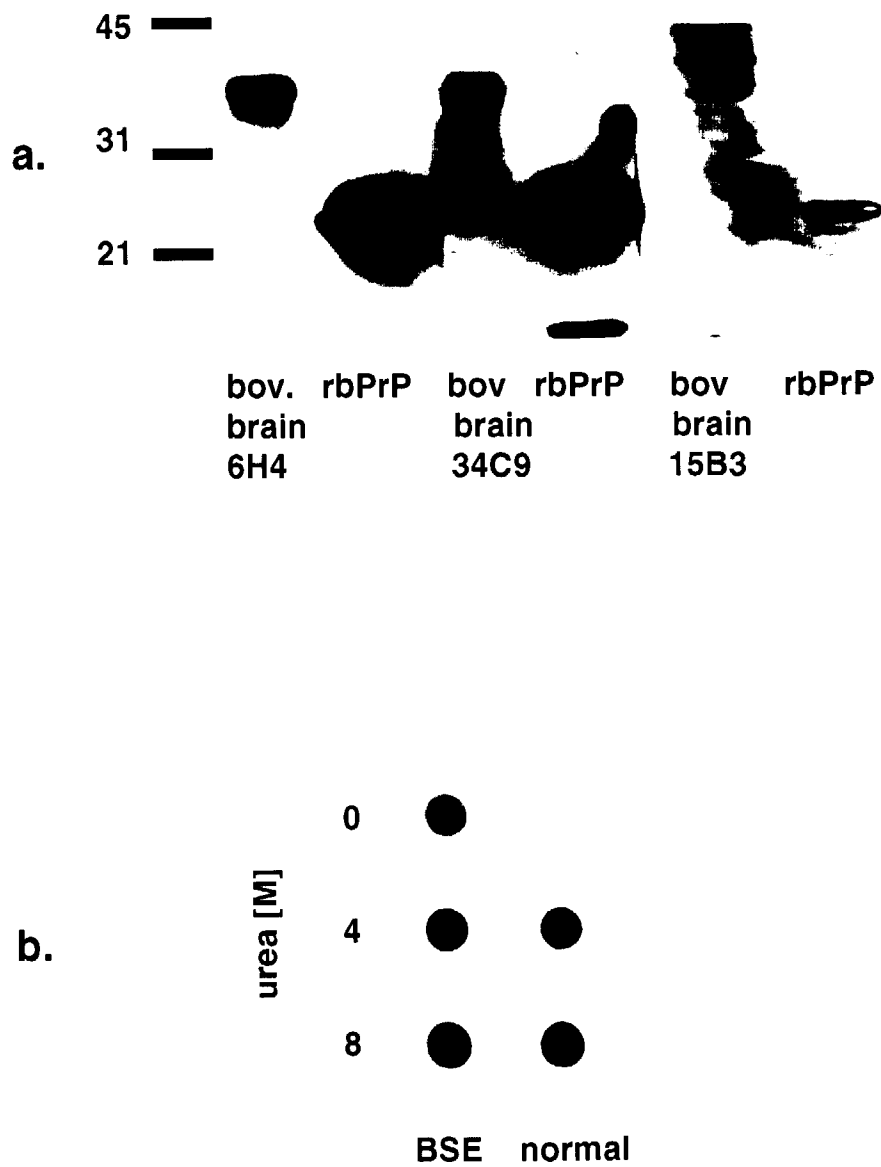 45
31
a.
21
bov. rbPrP bov rbPrP bov rbPrP
brain brain brain
6H4 34C9 15B3
0
urea [M]
4
b.
8
BSE normal